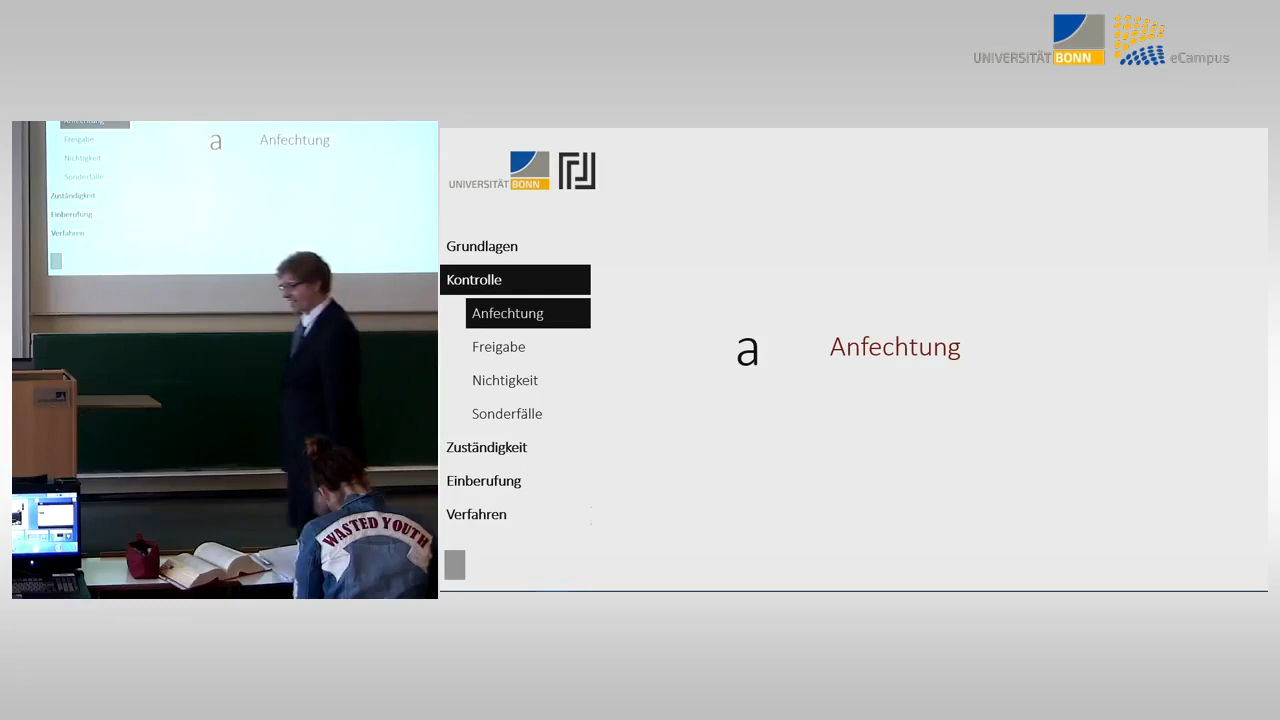 UNIVERSITÄT BONN eCampus
Anfechtung
a Anfechtung
Freigabe
Nichtigkeit
Sonderfälle
Zuständigkeit
Einberufung
Verfahren
WASTED YOUTH
UNIVERSITÄT BONN
Grundlagen
Kontrolle
Anfechtung
Freigabe
Nichtigkeit
Sonderfälle
Zuständigkeit
Einberufung
Verfahren
a Anfechtung